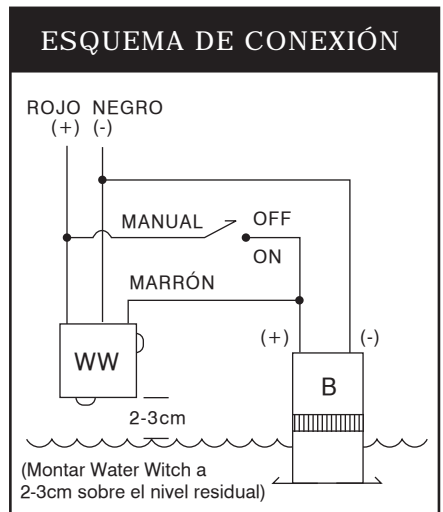 ESQUEMA DE CONEXIÓN
ROJO NEGRO
(+) (-)
MANUAL OFF
ON
MARRÓN
(+) (-)
WW
B
2-3cm
(Montar Water Witch a
2-3cm sobre el nivel residual)